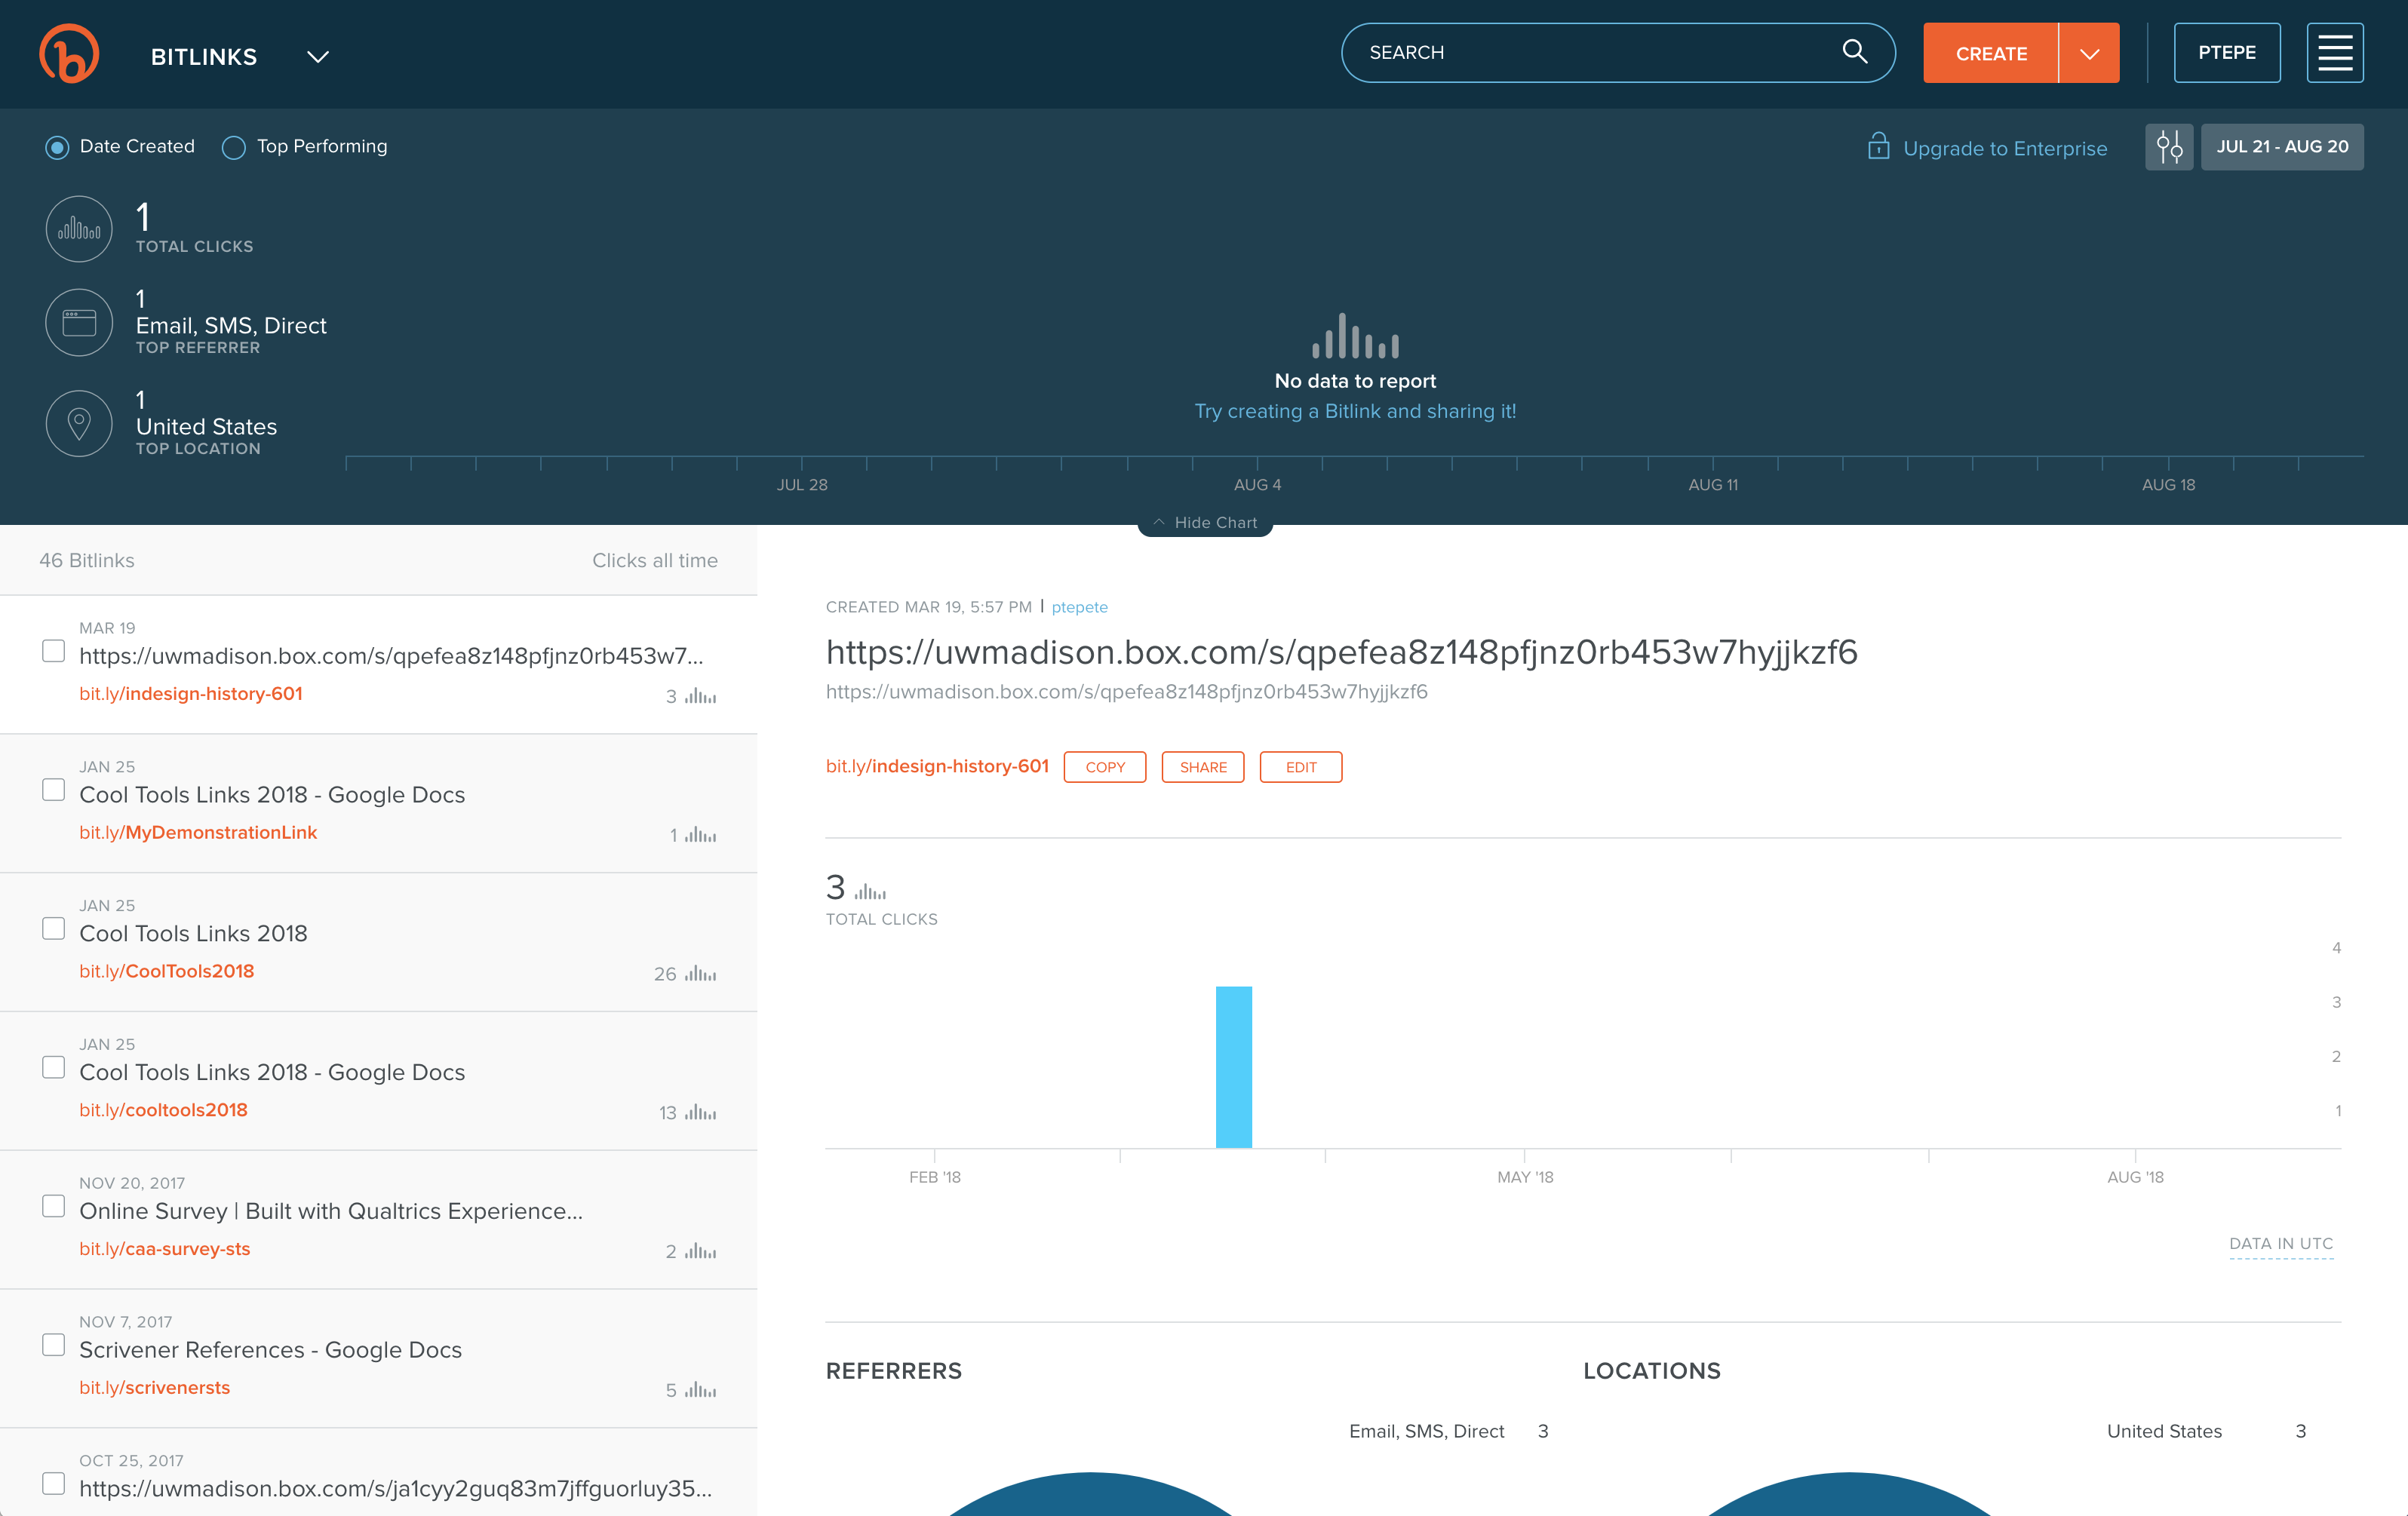 BITLINKS
SEARCH
CREATE
PTEPE
Date Created
Top Performing
Upgrade to Enterprise
JUL 21 - AUG 20
1
TOTAL CLICKS
1
Email, SMS, Direct
TOP REFERRER
1
United States
TOP LOCATION
No data to report
Try creating a Bitlink and sharing it!
JUL 28
AUG 4
AUG 11
AUG 18
Hide Chart
46 Bitlinks
Clicks all time
MAR 19
https://uwmadison.box.com/s/qpefea8z148pfjnz0rb453w7...
bit.ly/indesign-history-601
3
JAN 25
Cool Tools Links 2018 - Google Docs
bit.ly/MyDemonstrationLink
1
JAN 25
Cool Tools Links 2018
bit.ly/CoolTools2018
26
JAN 25
Cool Tools Links 2018 - Google Docs
bit.ly/cooltools2018
13
NOV 20, 2017
Online Survey | Built with Qualtrics Experience...
bit.ly/caa-survey-sts
2
NOV 7, 2017
Scrivener References - Google Docs
bit.ly/scrivenersts
5
OCT 25, 2017
https://uwmadison.box.com/s/ja1cyy2guq83m7jffguorluy35...
CREATED MAR 19, 5:57 PM | ptepete
https://uwmadison.box.com/s/qpefea8z148pfjnz0rb453w7hyjjkzf6
https://uwmadison.box.com/s/qpefea8z148pfjnz0rb453w7hyjjkzf6
bit.ly/indesign-history-601
COPY
SHARE
EDIT
3
TOTAL CLICKS
4
3
2
1
FEB '18
MAY '18
AUG '18
DATA IN UTC
REFERRERS
Email, SMS, Direct 3
LOCATIONS
United States 3